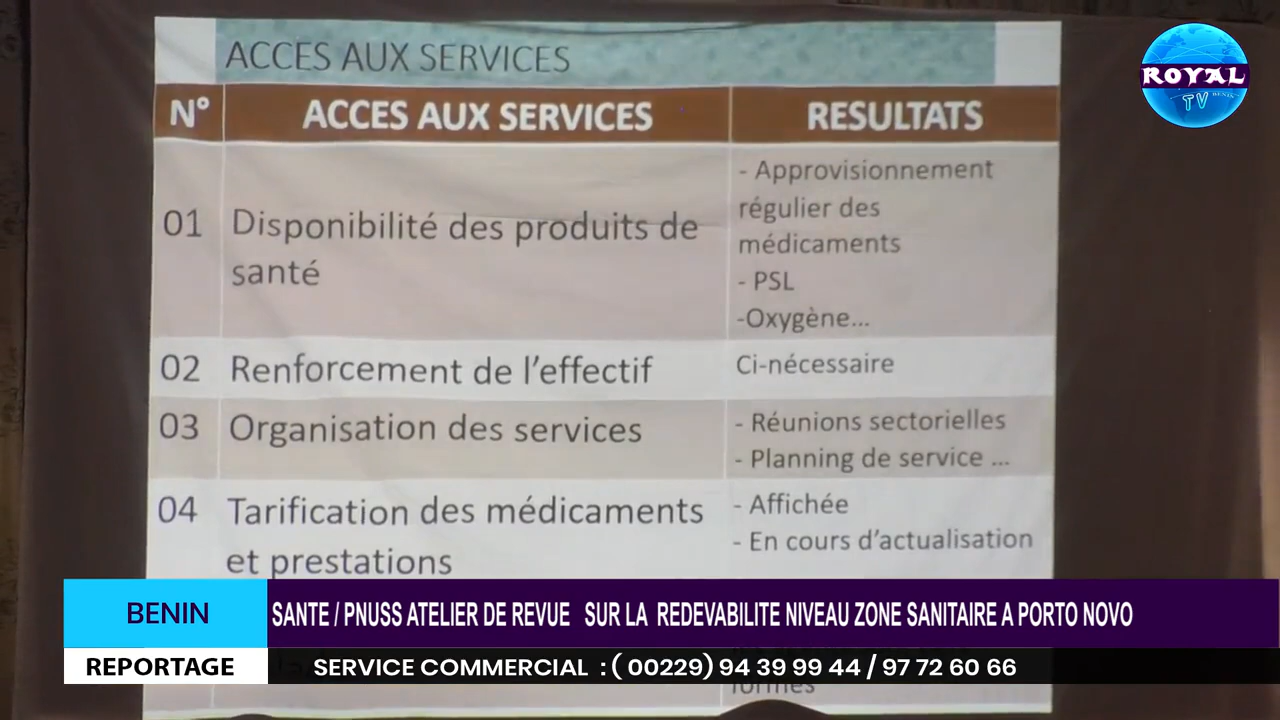 ACCES AUX SERVICES
ROYAL
TV BENIN
N° ACCES AUX SERVICES RESULTATS
01 Disponibilité des produits de
santé
- Approvisionnement
régulier des
médicaments
- PSL
-Oxygène...
02 Renforcement de l'effectif Ci-nécessaire
03 Organisation des services
- Réunions sectorielles
- Planning de service ...
04 Tarification des médicaments
et prestations
- Affichée
- En cours d'actualisation
BENIN
SANTE / PNUSS ATELIER DE REVUE SUR LA REDEVABILITE NIVEAU ZONE SANITAIRE A PORTO NOVO
REPORTAGE
SERVICE COMMERCIAL : ( 00229) 94 39 99 44 / 97 72 60 66